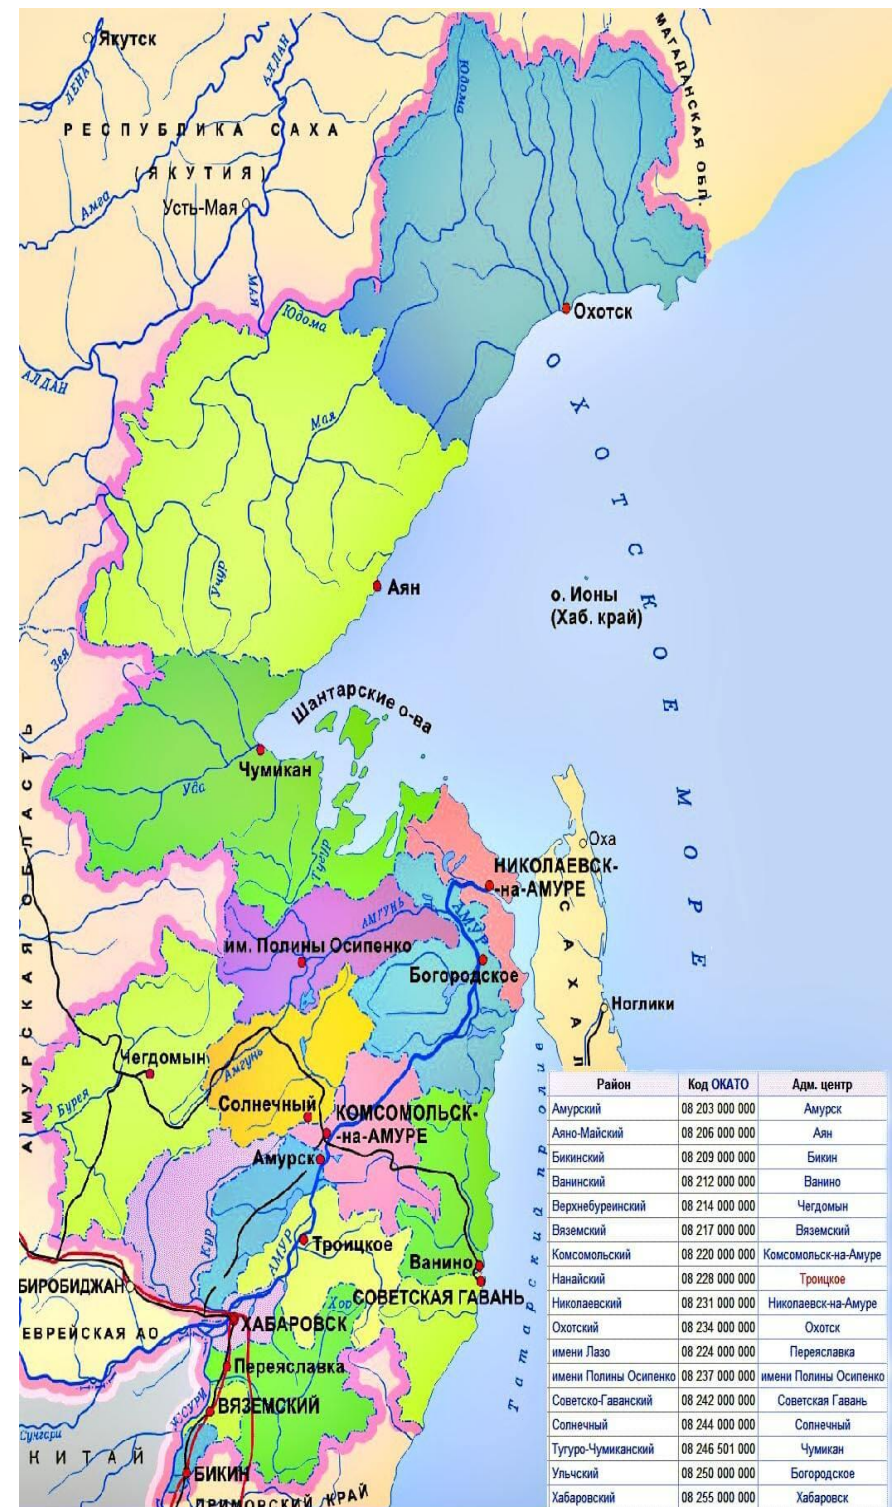 Якутск
ЛЕНА
АЛДАН
РЕСПУБЛИКА САХА
(ЯКУТИЯ)
Амга
Усть-Мая
МАЯ
Юдома
МАГАДАНСКАЯ ОБЛ.
Юдома
АЛДАН
Охотск
ОХОТСКОЕ МОРЕ
Мая
Учур
Аян
о. Ионы
(Хаб. край)
Зея
Шантарские о-ва
Чумикан
Уда
Тугур
АМУРСКАЯ ОБЛАСТЬ
Оха
НИКОЛАЕВСК-
-на-АМУРЕ
АМГУНЬ
АМУР
им. Полины Осипенко
Богородское
САХАЛ
Ноглики
Чегдомын
Амгунь
Бурея
Солнечный
КОМСОМОЛЬСК-
-на-АМУРЕ
Амурск
КУР
АМУР
Троицкое
Ванино
СОВЕТСКАЯ ГАВАНЬ
Татарский пролив
БИРОБИДЖАН
Хор
ХАБАРОВСК
ЕВРЕЙСКАЯ АО
Переяславка
УССУРИ
ВЯЗЕМСКИЙ
Сунгари
КИТАЙ
БИКИН
ПРИМОРСКИЙ КРАЙ
Район Код ОКАТО Адм. центр
Амурский 08 203 000 000 Амурск
Аяно-Майский 08 206 000 000 Аян
Бикинский 08 209 000 000 Бикин
Ванинский 08 212 000 000 Ванино
Верхнебуреинский 08 214 000 000 Чегдомын
Вяземский 08 217 000 000 Вяземский
Комсомольский 08 220 000 000 Комсомольск-на-Амуре
Нанайский 08 228 000 000 Троицкое
Николаевский 08 231 000 000 Николаевск-на-Амуре
Охотский 08 234 000 000 Охотск
имени Лазо 08 224 000 000 Переяславка
имени Полины Осипенко 08 237 000 000 имени Полины Осипенко
Советско-Гаванский 08 242 000 000 Советская Гавань
Солнечный 08 244 000 000 Солнечный
Тугуро-Чумиканский 08 246 501 000 Чумикан
Ульчский 08 250 000 000 Богородское
Хабаровский 08 255 000 000 Хабаровск